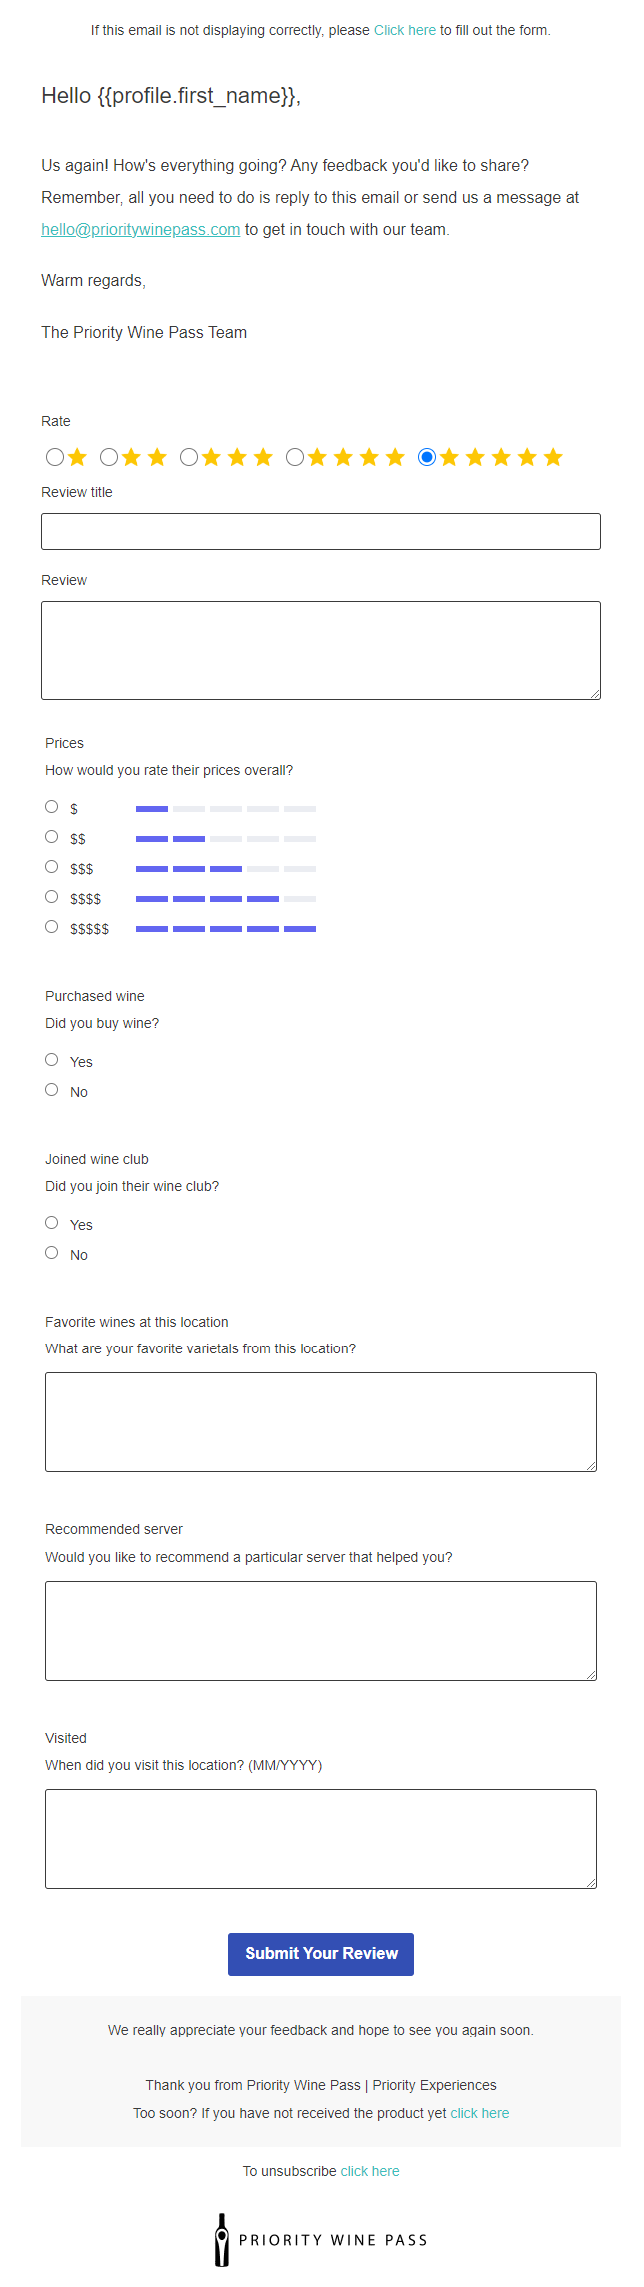 If this email is not displaying correctly, please Click here to fill out the form.
Hello {{profile.first_name}},
Us again! How's everything going? Any feedback you'd like to share?
Remember, all you need to do is reply to this email or send us a message at
hello@prioritywinepass.com to get in touch with our team.
Warm regards,
The Priority Wine Pass Team
Rate
Review title
Review
Prices
How would you rate their prices overall?
$
$$
$$$
$$$$
$$$$$
Purchased wine
Did you buy wine?
Yes
No
Joined wine club
Did you join their wine club?
Yes
No
Favorite wines at this location
What are your favorite varietals from this location?
Recommended server
Would you like to recommend a particular server that helped you?
Visited
When did you visit this location? (MM/YYYY)
Submit Your Review
We really appreciate your feedback and hope to see you again soon.
Thank you from Priority Wine Pass | Priority Experiences
Too soon? If you have not received the product yet click here
To unsubscribe click here
PRIORITY WINE PASS